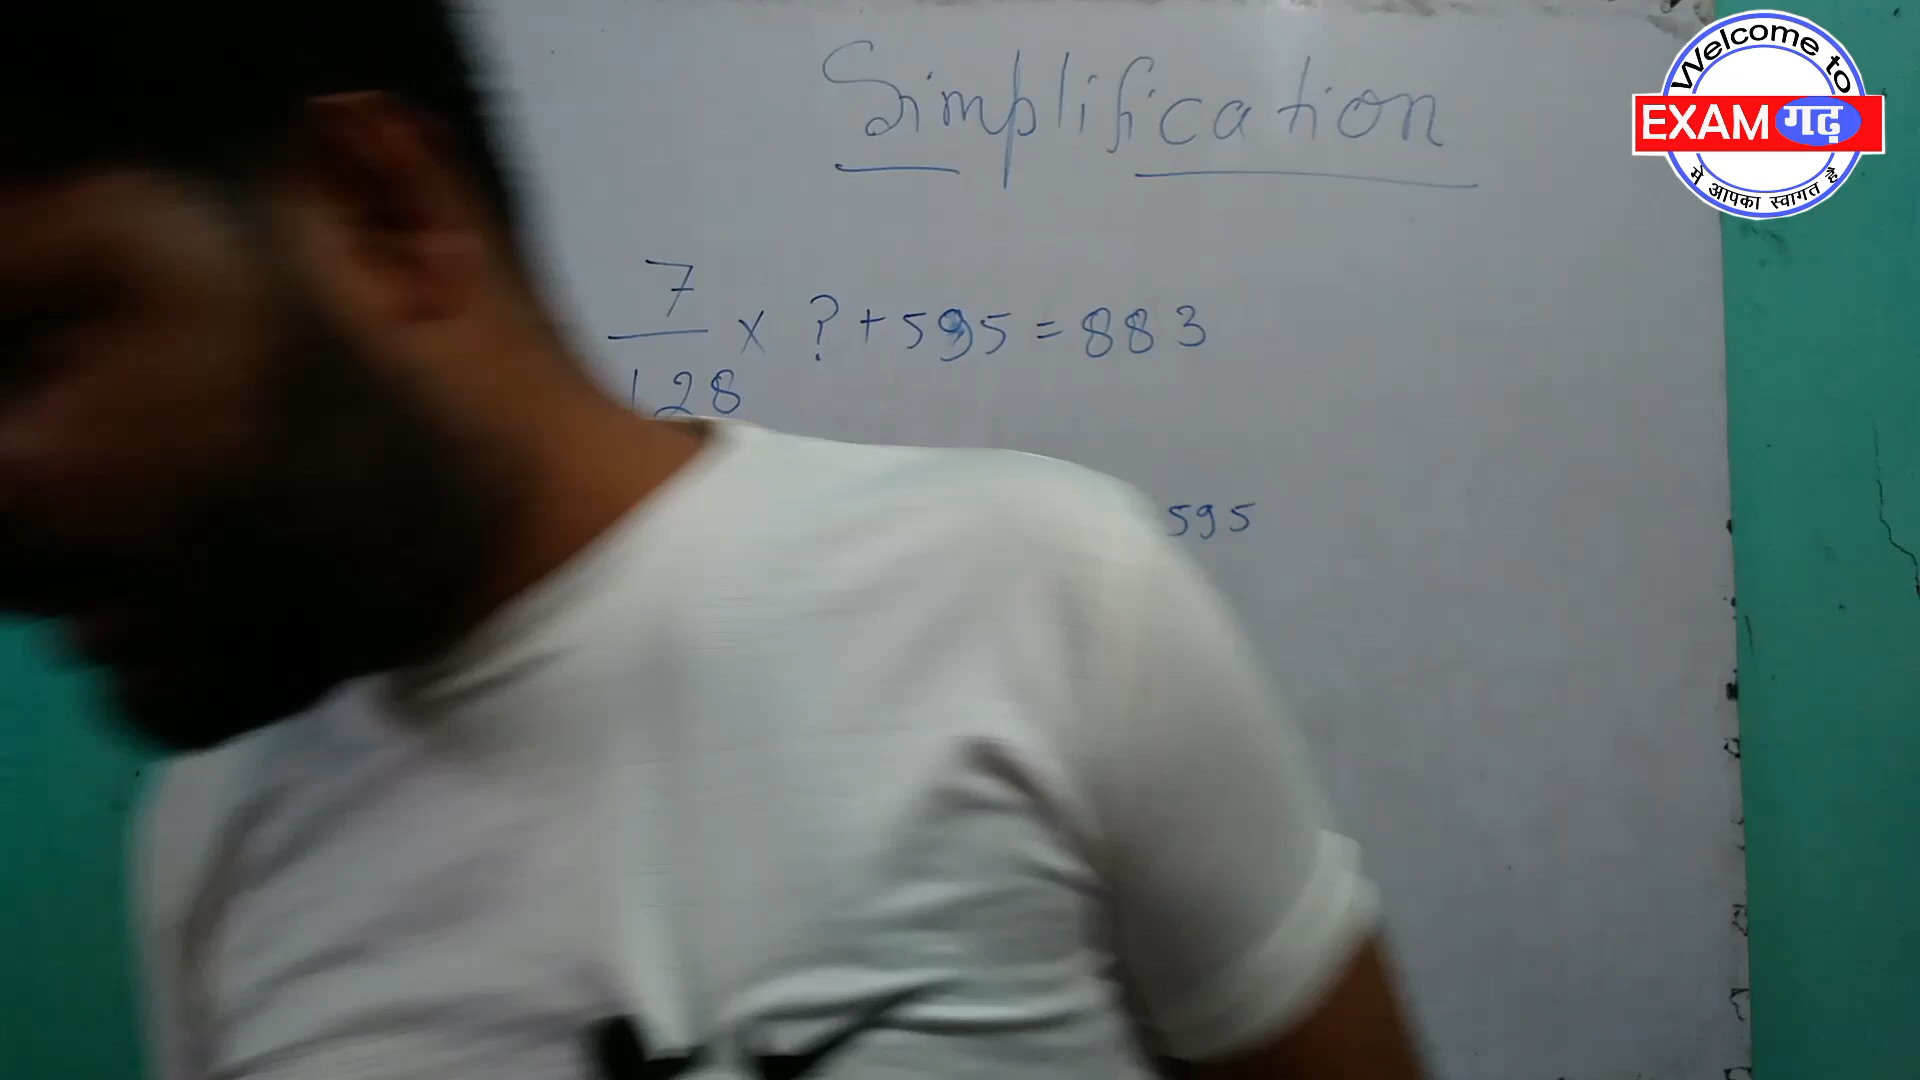 Simplification
Welcome to
EXAM गढ़
में आपका स्वागत है
7
× ? + 595 = 883
128
595